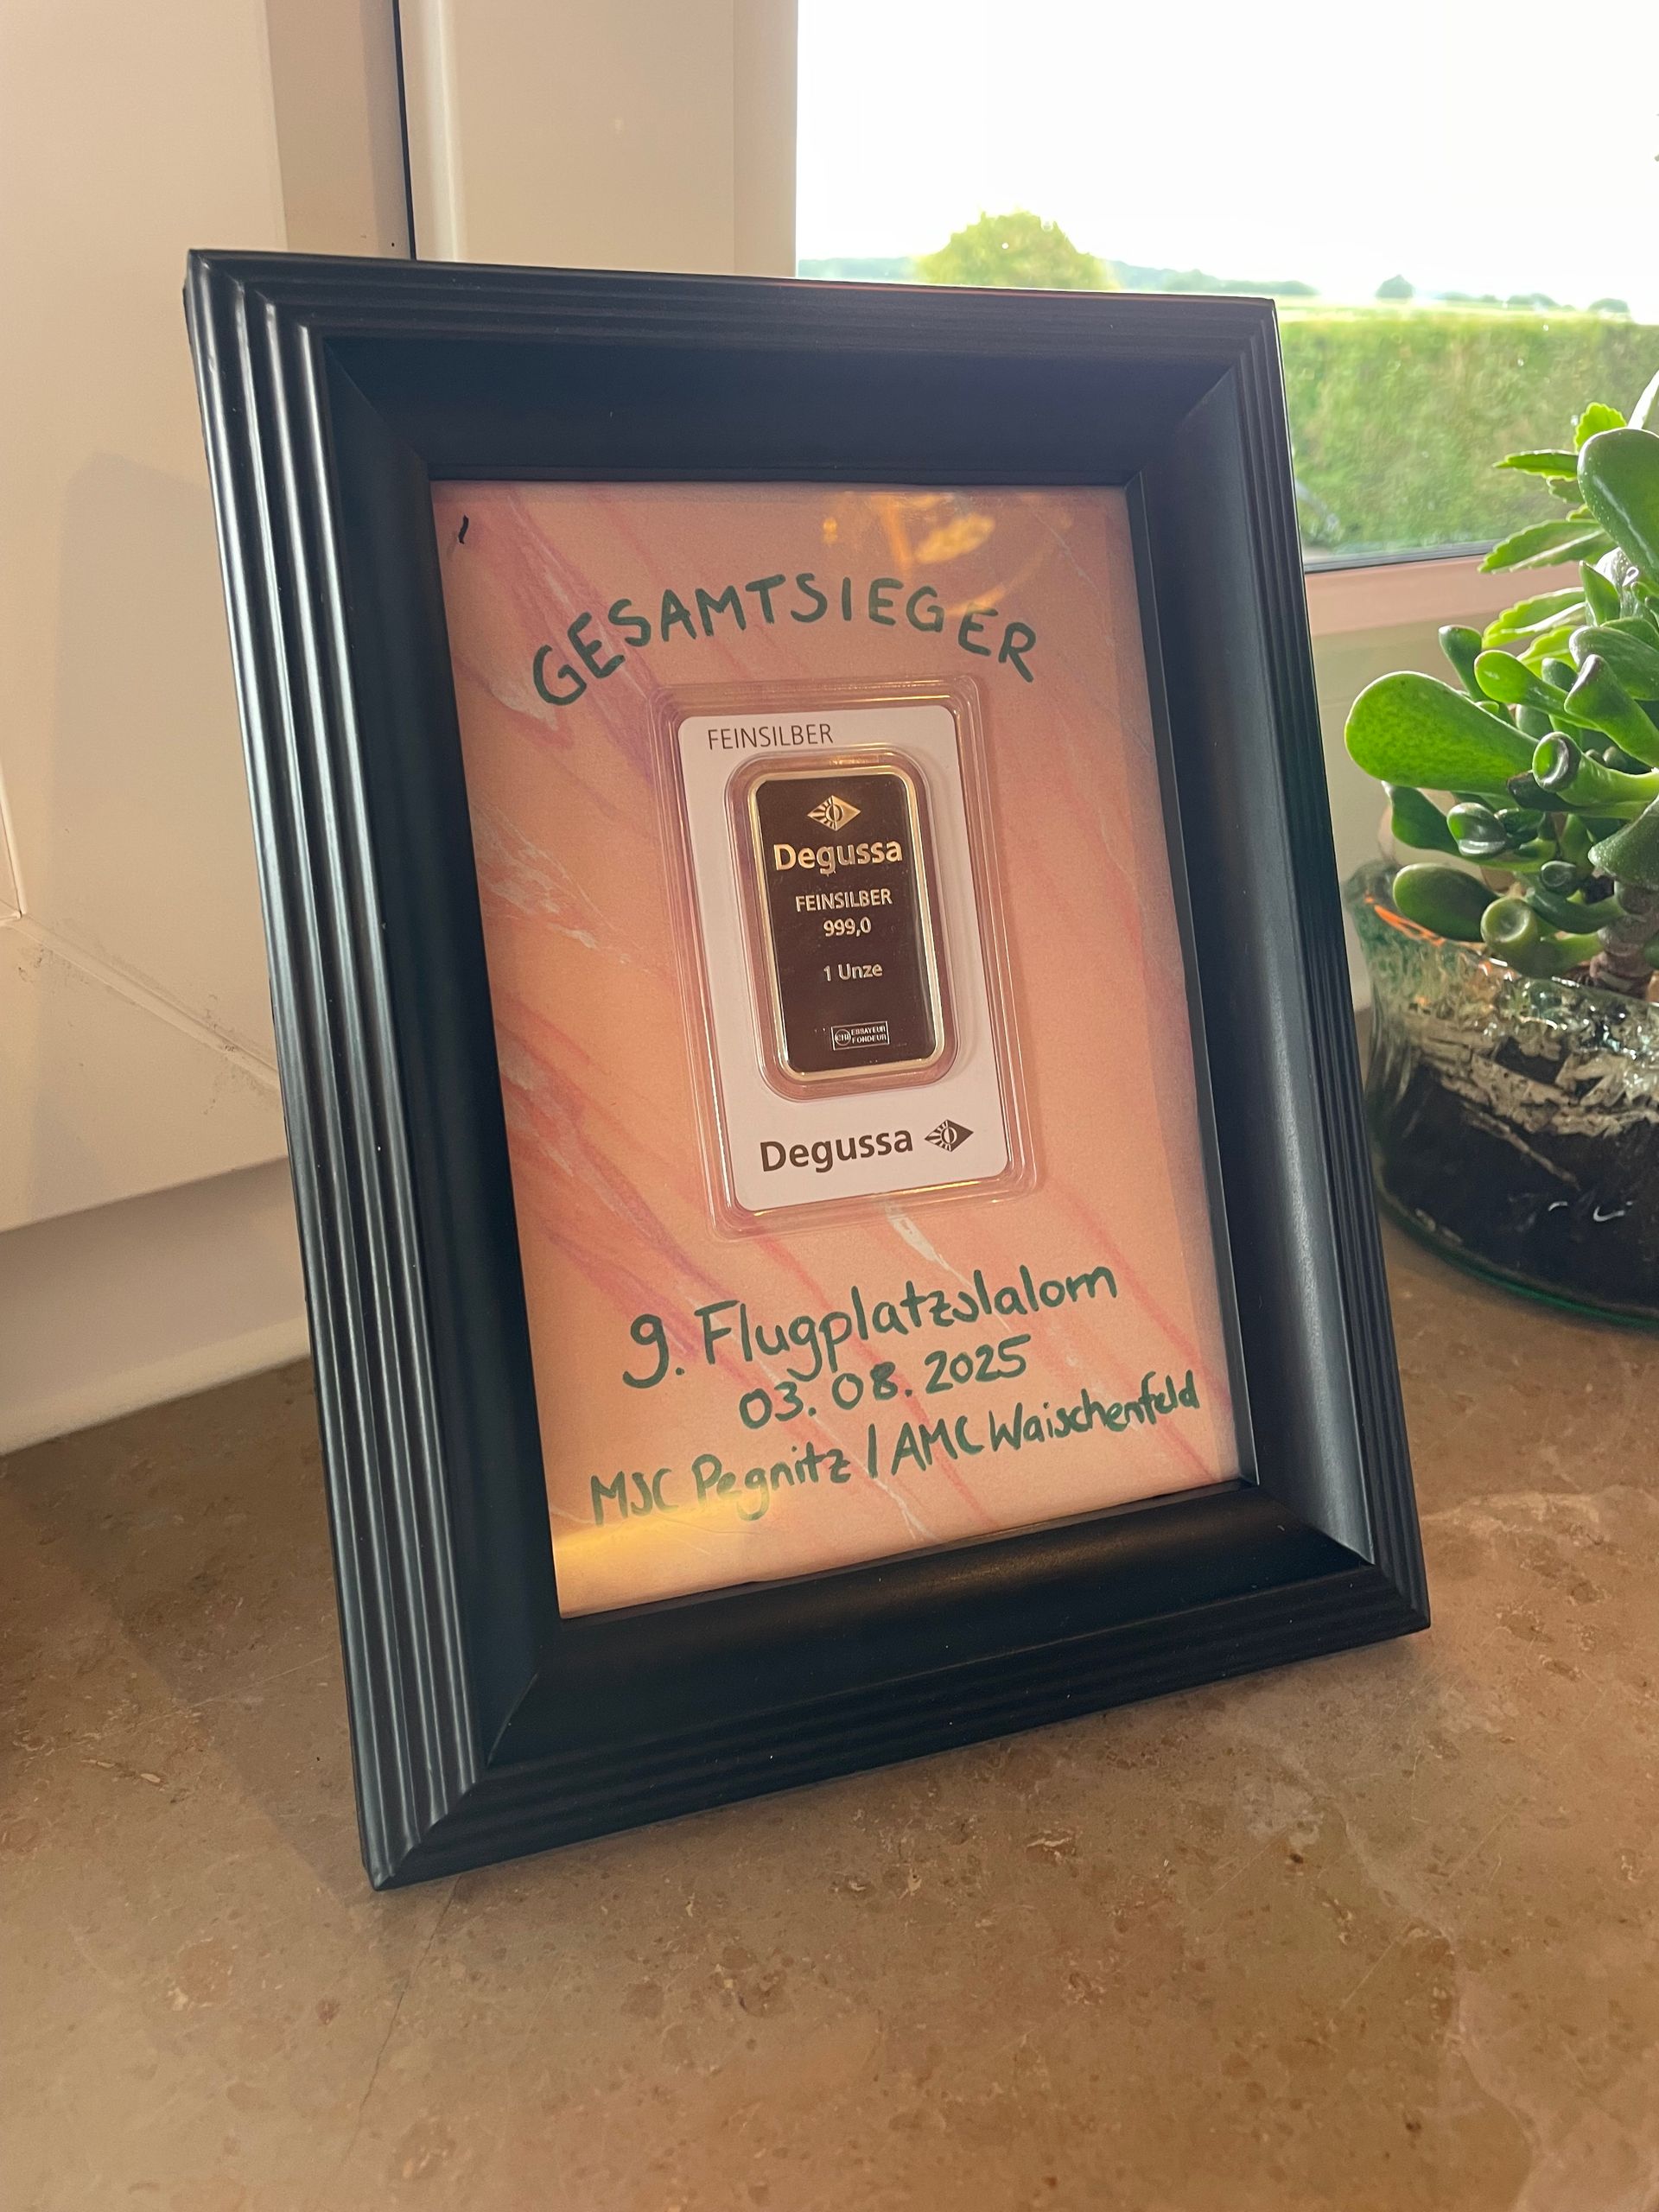 GESAMTSIEGER
FEINSILBER
Degussa
FEINSILBER
999,0
1 Unze
ESSAYEUR
FONDEUR
Degussa
9. Flugplatzslalom
03.08.2025
MSC Pegnitz / AMC Waischenfeld